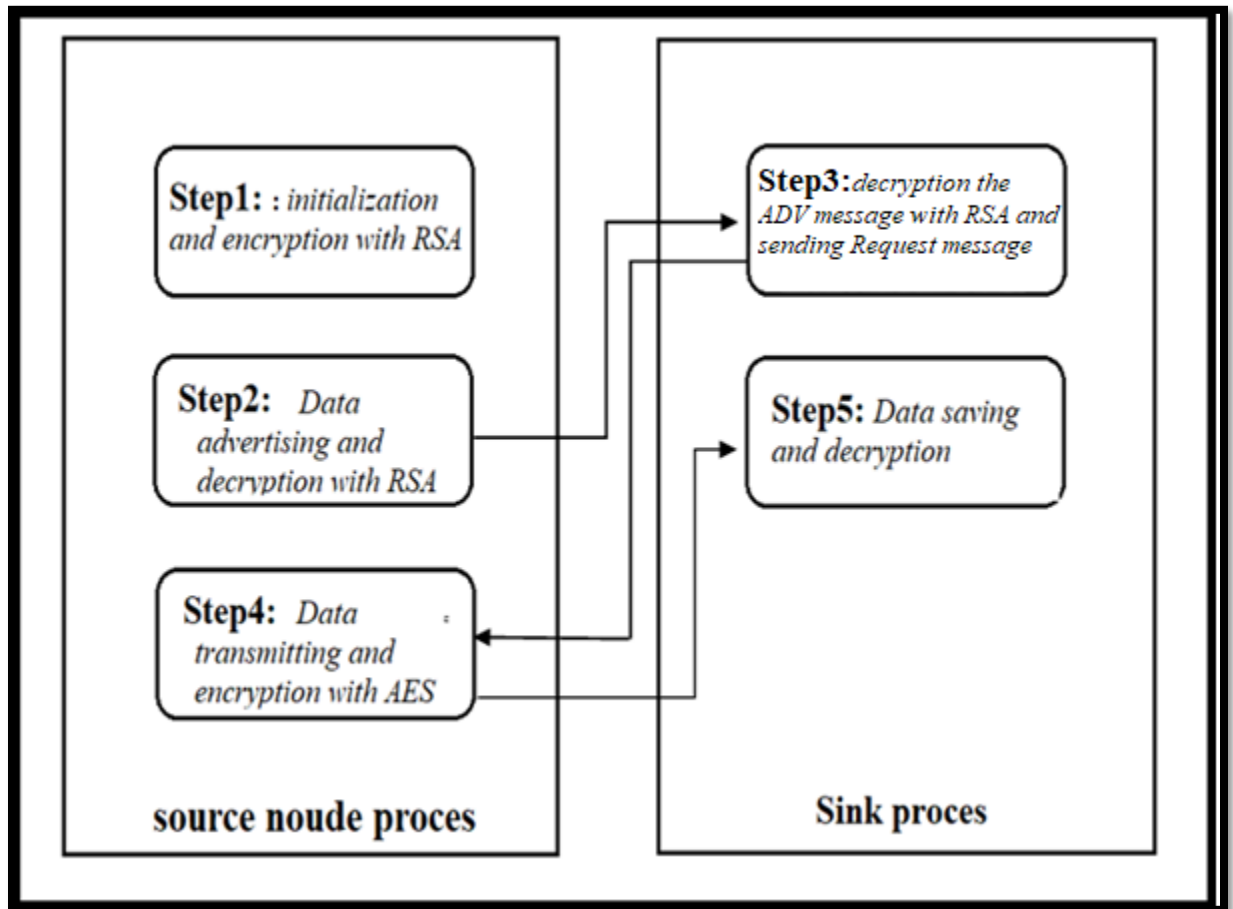 Step1: : initialization
and encryption with RSA
Step2: Data
advertising and
decryption with RSA
Step4: Data :
transmitting and
encryption with AES
source noude proces
Step3:decryption the
ADV message with RSA and
sending Request message
Step5: Data saving
and decryption
Sink proces